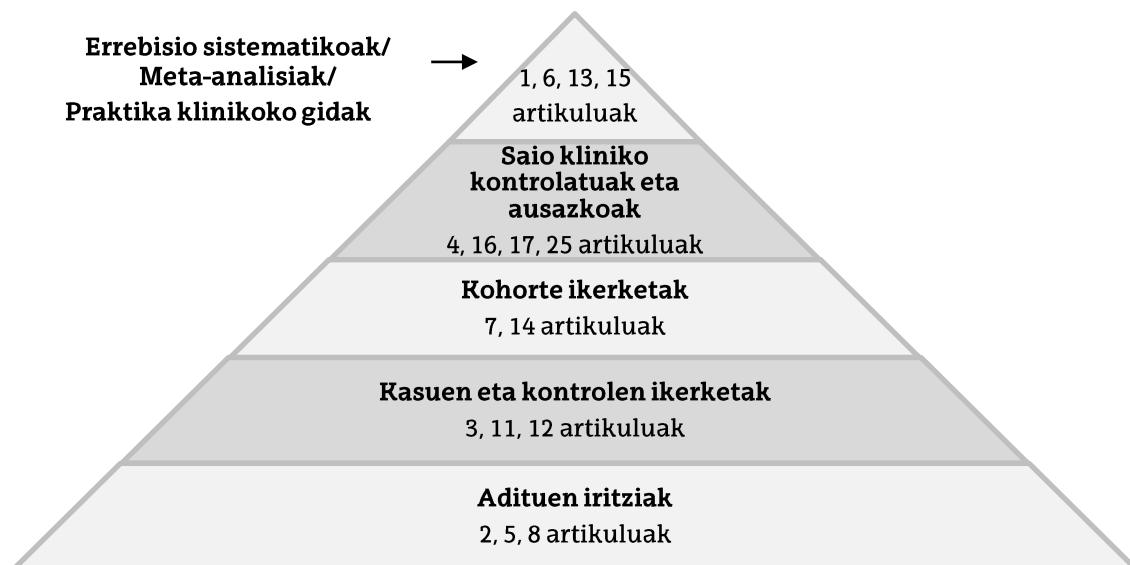 Errebisio sistematikoak/
Meta-analisiak/
Praktika klinikoko gidak
1, 6, 13, 15
artikuluak
Saio kliniko
kontrolatuak eta
ausazkoak
4, 16, 17, 25 artikuluak
Kohorte ikerketak
7, 14 artikuluak
Kasuen eta kontrolen ikerketak
3, 11, 12 artikuluak
Adituen iritziak
2, 5, 8 artikuluak